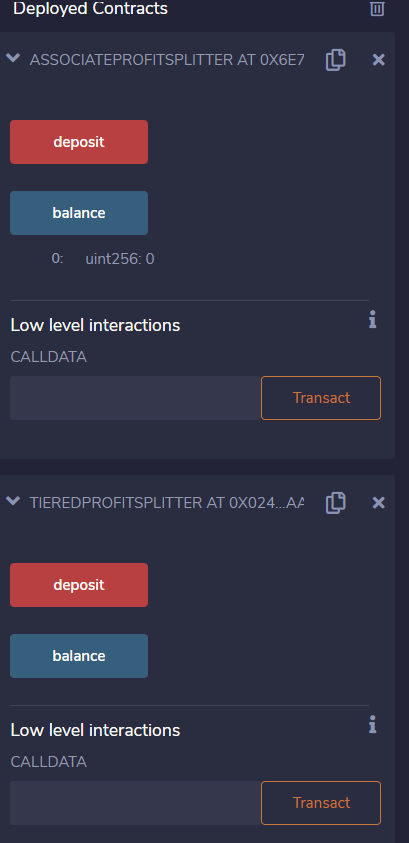 Deployed Contracts
ASSOCIATEPROFITSPLITTER AT 0X6E7
deposit
balance
0: uint256: 0
Low level interactions
CALLDATA
Transact
TIEREDPROFITSPLITTER AT 0X024...AA
deposit
balance
Low level interactions
CALLDATA
Transact